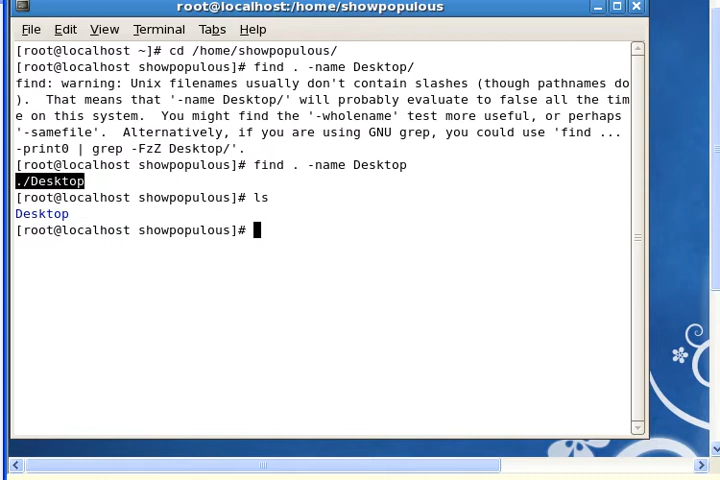 root@localhost:/home/showpopulous
File Edit View Terminal Tabs Help
[root@localhost ~]# cd /home/showpopulous/
[root@localhost showpopulous]# find . -name Desktop/
find: warning: Unix filenames usually don't contain slashes (though pathnames do
).  That means that '-name Desktop/' will probably evaluate to false all the tim
e on this system.  You might find the '-wholename' test more useful, or perhaps
'-samefile'.  Alternatively, if you are using GNU grep, you could use 'find ...
-print0 | grep -FzZ Desktop/'.
[root@localhost showpopulous]# find . -name Desktop
./Desktop
[root@localhost showpopulous]# ls
Desktop
[root@localhost showpopulous]#